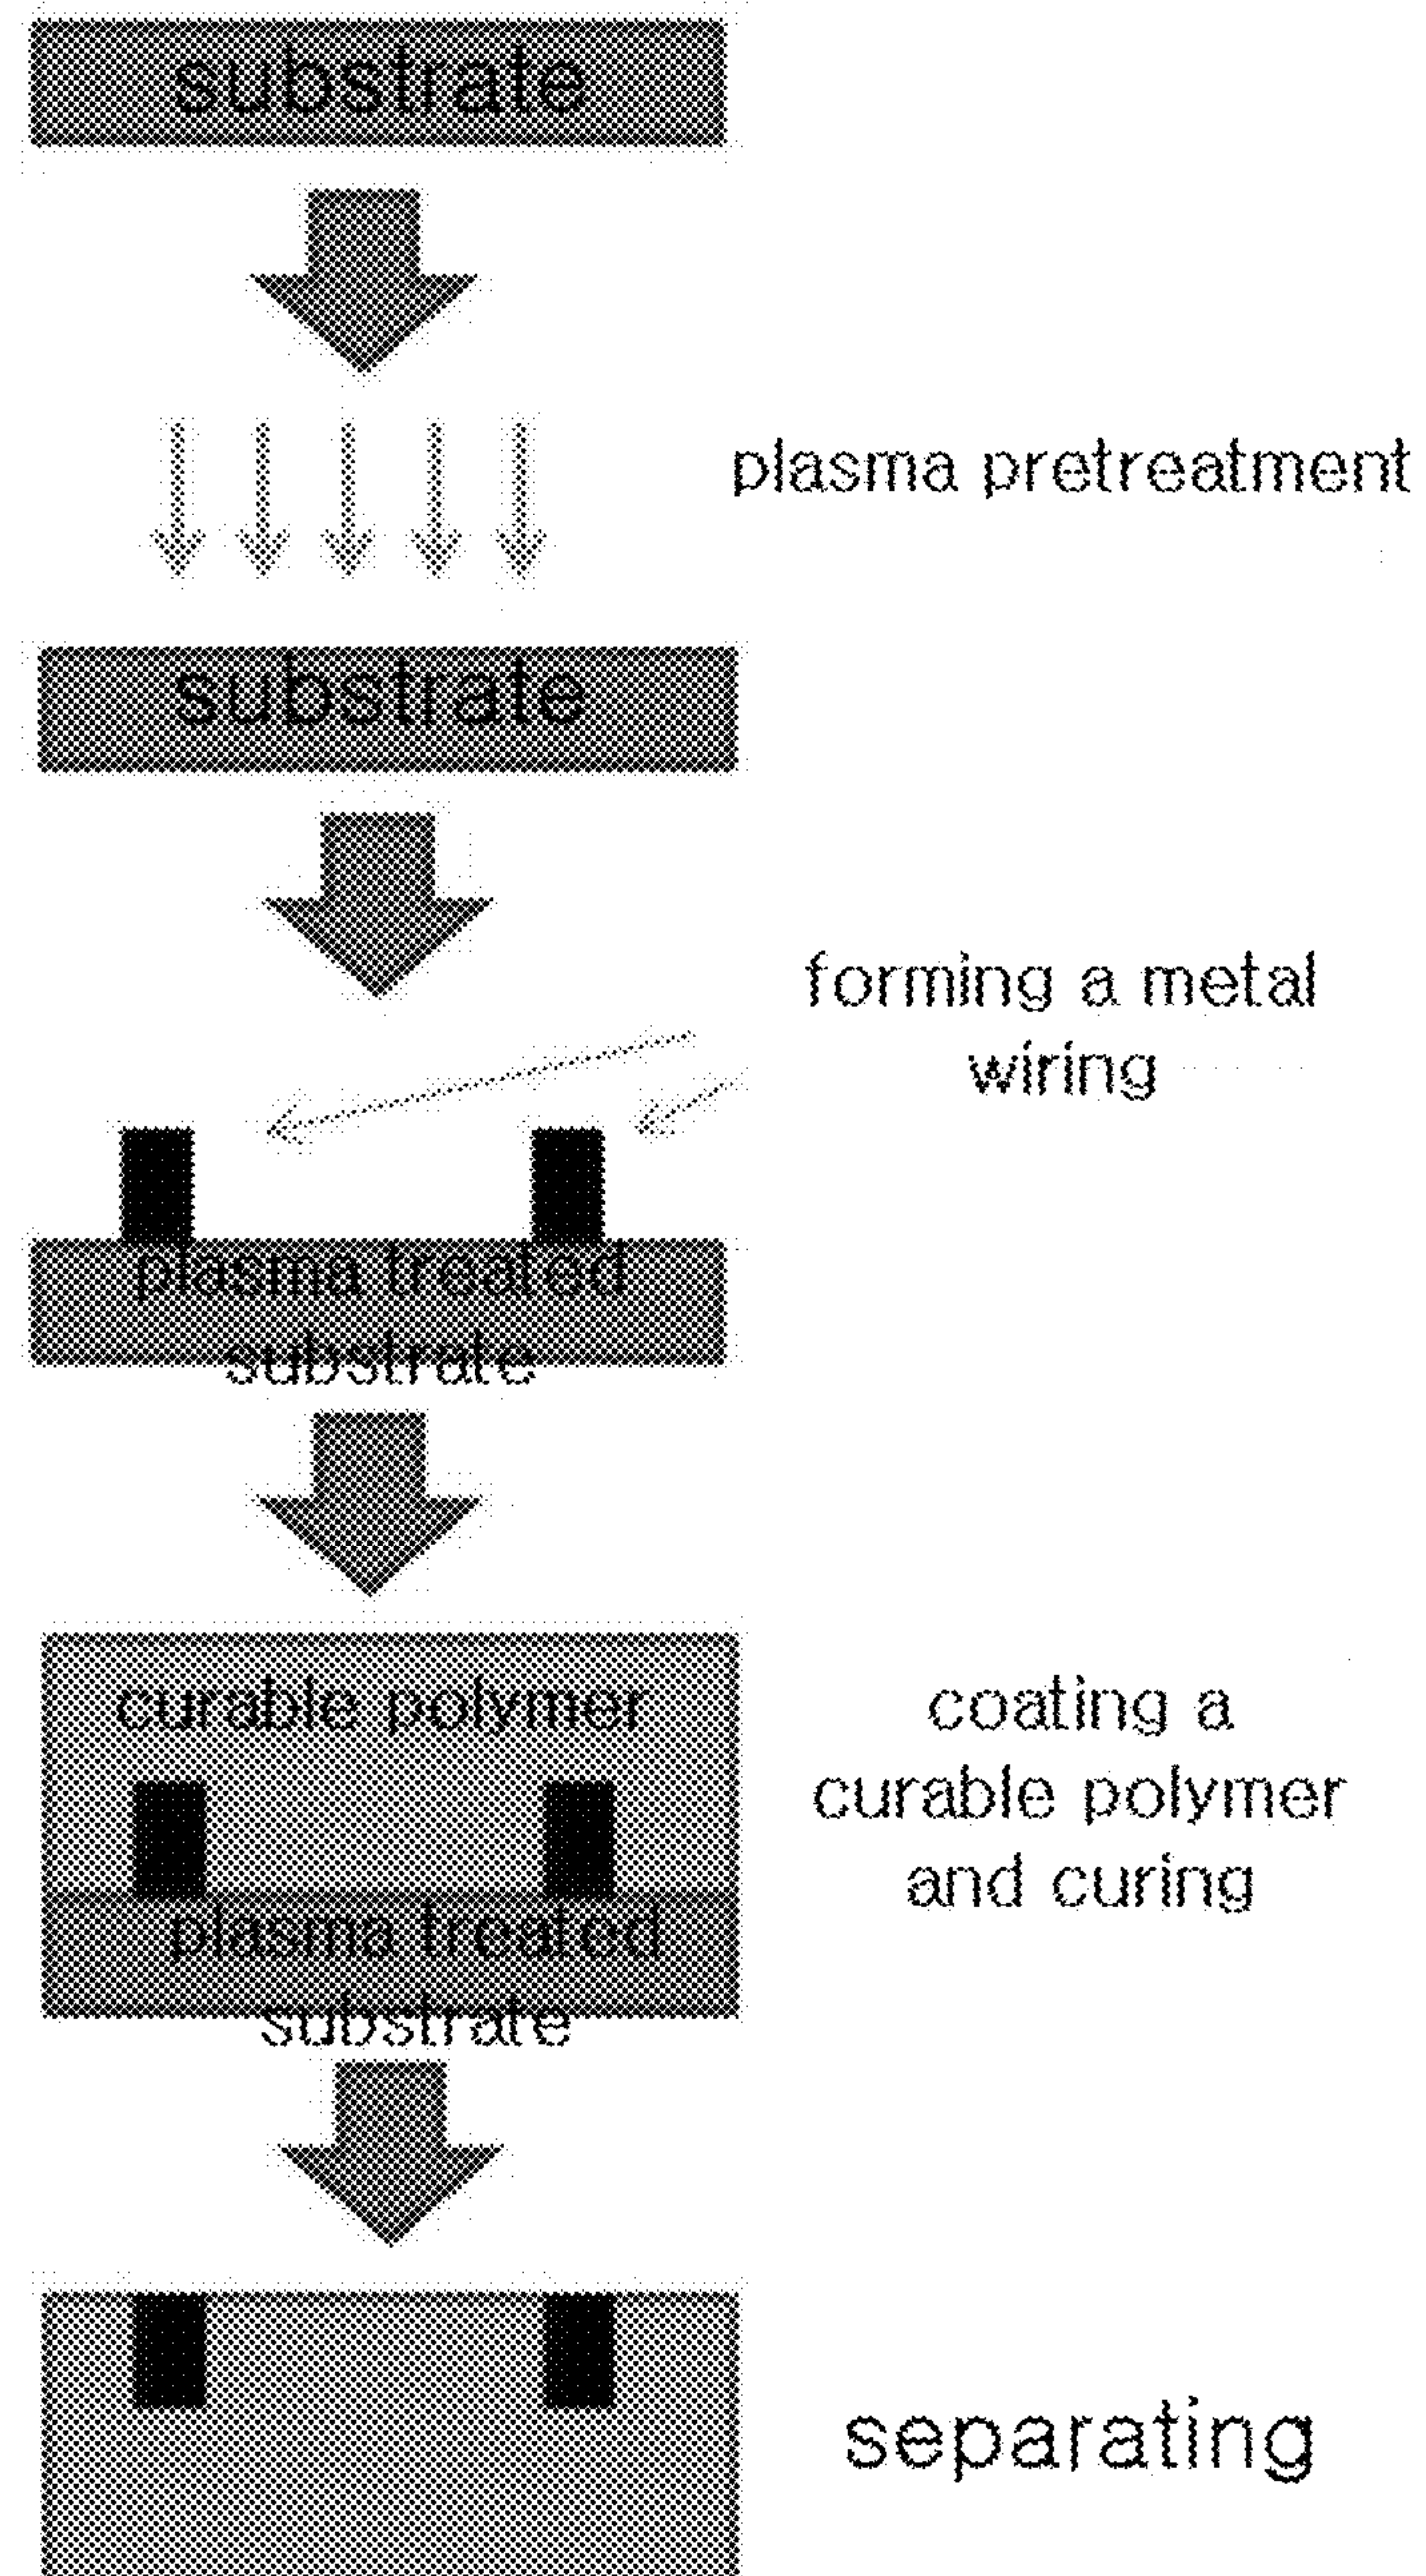 substrate
plasma pretreatment
substrate
forming a metal
wiring
plasma treated
substrate
curable polymer
coating a
curable polymer
and curing
plasma treated
substrate
separating